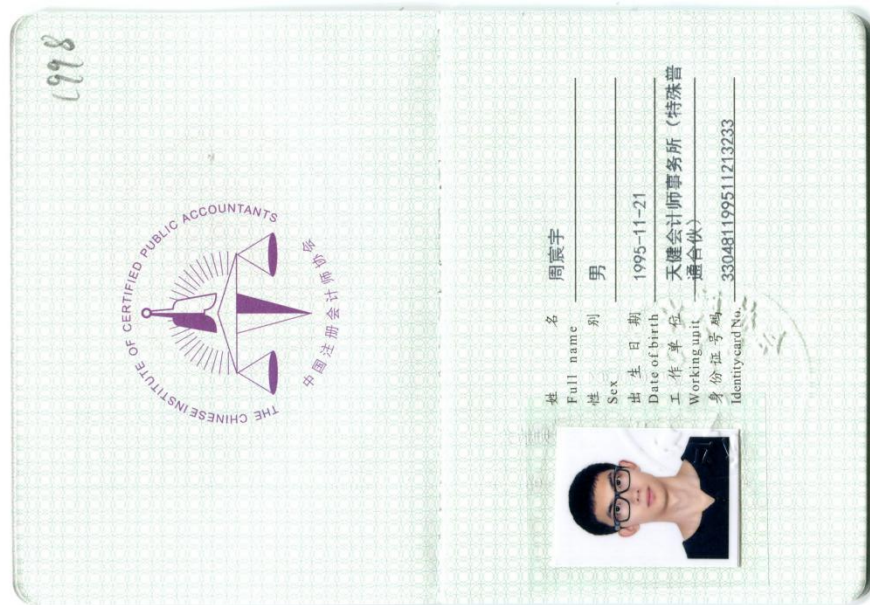 1998
THE CHINESE INSTITUTE OF CERTIFIED PUBLIC ACCOUNTANTS
中国注册会计师协会
姓 名 周宸宇
Full name
性 别 男
Sex
出 生 日 期 1995-11-21
Date of birth
工 作 单 位 天健会计师事务所（特殊普
Working unit 通合伙）
身 份 证 号 码 330481199511213233
Identity card No.